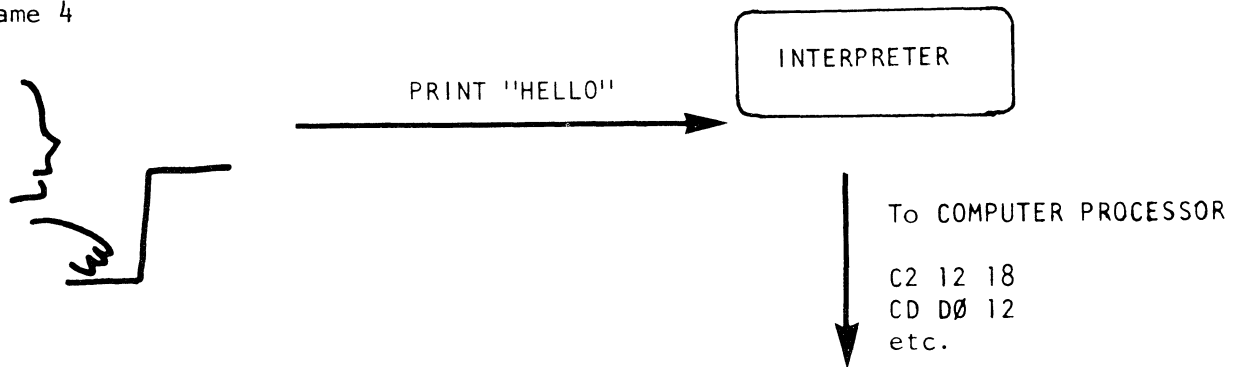 ame 4
INTERPRETER
PRINT "HELLO"
To COMPUTER PROCESSOR
C2 12 18
CD DØ 12
etc.